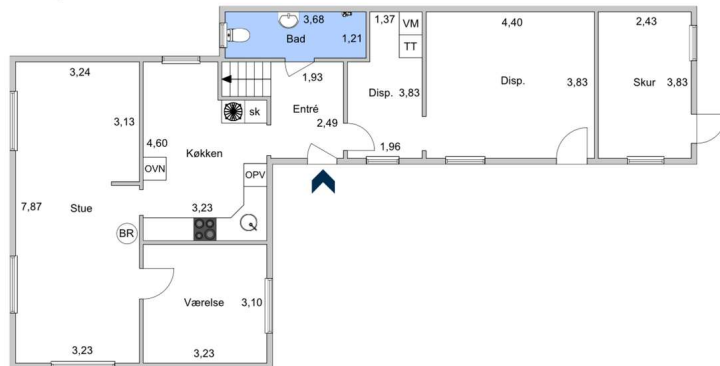 3,68
Bad
1,21
1,37
VM
TT
4,40
2,43
3,24
3,13
1,93
Entré
2,49
Disp.
3,83
1,96
Disp.
3,83
Skur
3,83
sk
4,60
Køkken
OVN
OPV
3,23
7,87
Stue
BR
Værelse
3,10
3,23
3,23